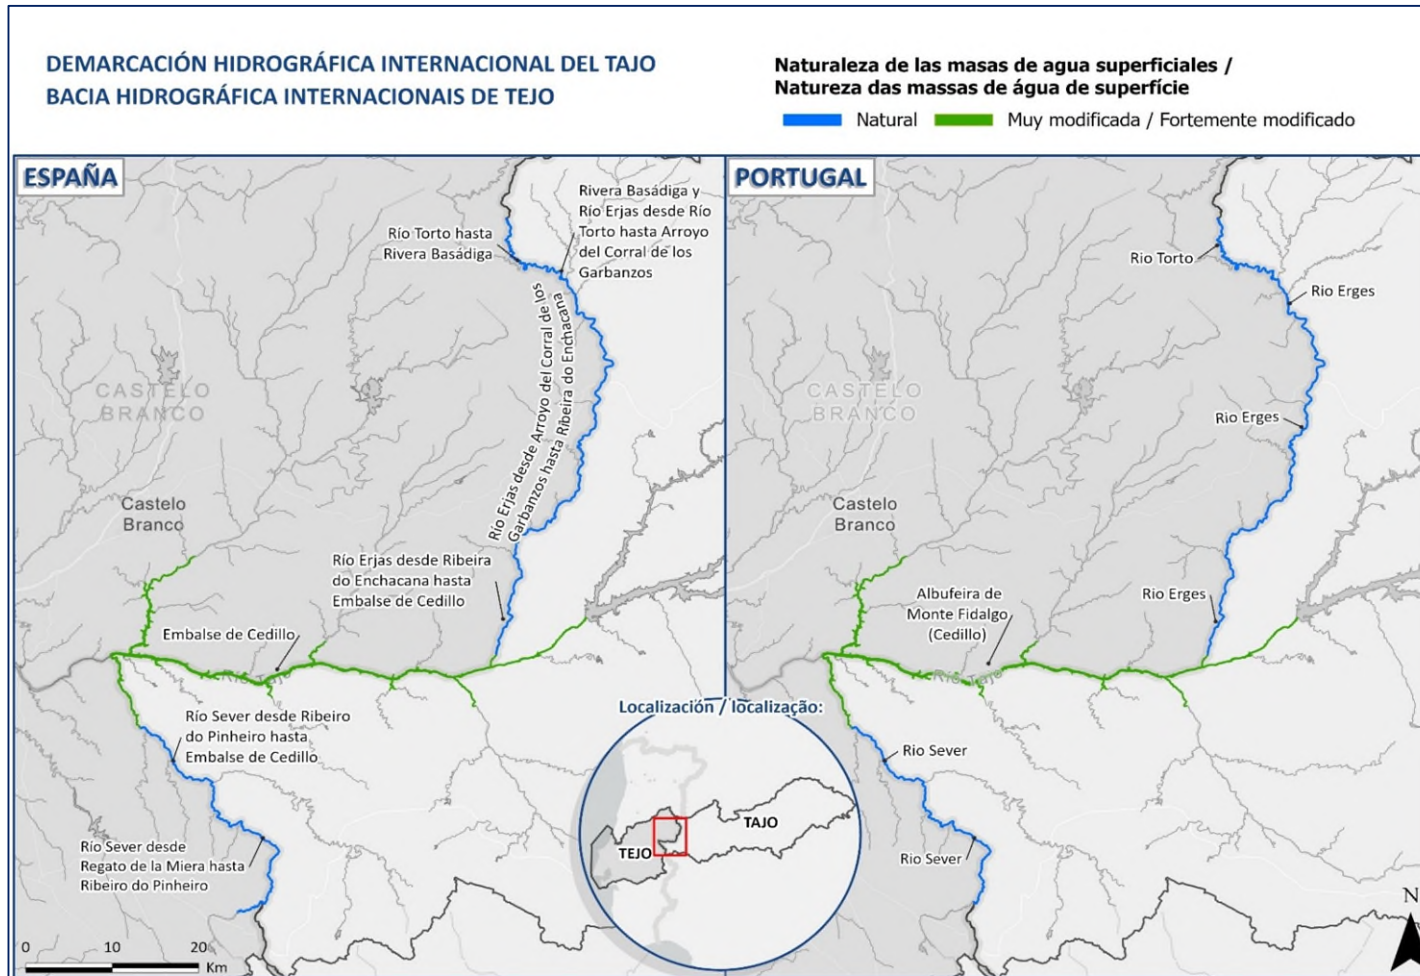 DEMARCACIÓN HIDROGRÁFICA INTERNACIONAL DEL TAJO
BACIA HIDROGRÁFICA INTERNACIONAIS DE TEJO
Naturaleza de las masas de agua superficiales /
Natureza das massas de água de superfície
Natural
Muy modificada / Fortemente modificado
ESPAÑA
Río Torto hasta
Rivera Basádiga
Rivera Basádiga y
Río Erjas desde Río
Torto hasta Arroyo
del Corral de los
Garbanzos
Río Erjas desde Arroyo del Corral de los
Garbanzos hasta Ribeira do Enchacana
CASTELO
BRANCO
Castelo
Branco
Río Erjas desde Ribeira
do Enchacana hasta
Embalse de Cedillo
Embalse de Cedillo
Río Tajo
Río Sever desde Ribeiro
do Pinheiro hasta
Embalse de Cedillo
Río Sever desde
Regato de la Miera hasta
Ribeiro do Pinheiro
0 10 20
Km
PORTUGAL
Rio Torto
Rio Erges
CASTELO
BRANCO
Rio Erges
Castelo
Branco
Albufeira de
Monte Fidalgo
(Cedillo)
Rio Erges
Río Tajo
Rio Sever
Rio Sever
Localización / localização:
TEJO
TAJO
N